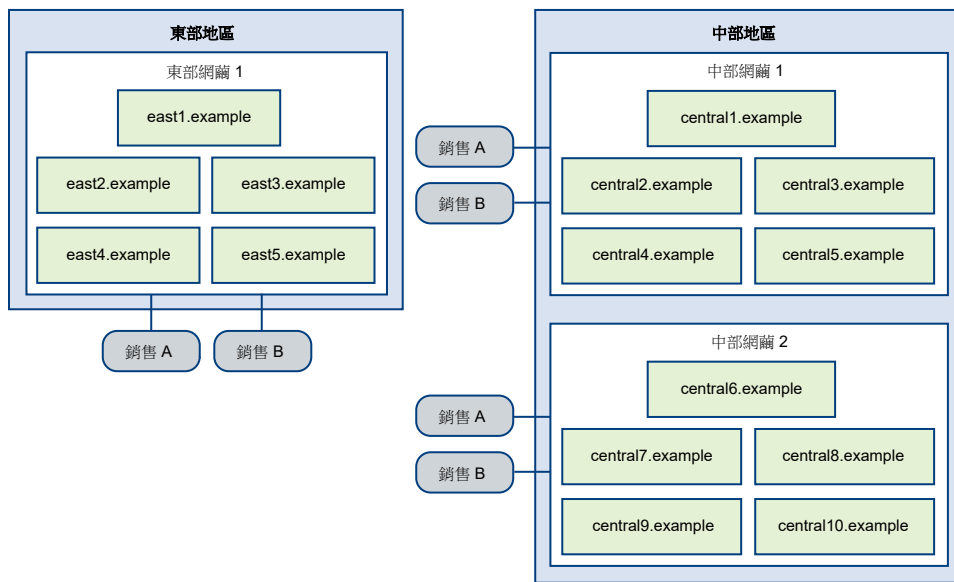 東部地區
東部網繭 1
east1.example
east2.example
east3.example
east4.example
east5.example
銷售 A
銷售 B
中部地區
銷售 A
銷售 B
中部網繭 1
central1.example
central2.example
central3.example
central4.example
central5.example
銷售 A
銷售 B
中部網繭 2
central6.example
central7.example
central8.example
central9.example
central10.example